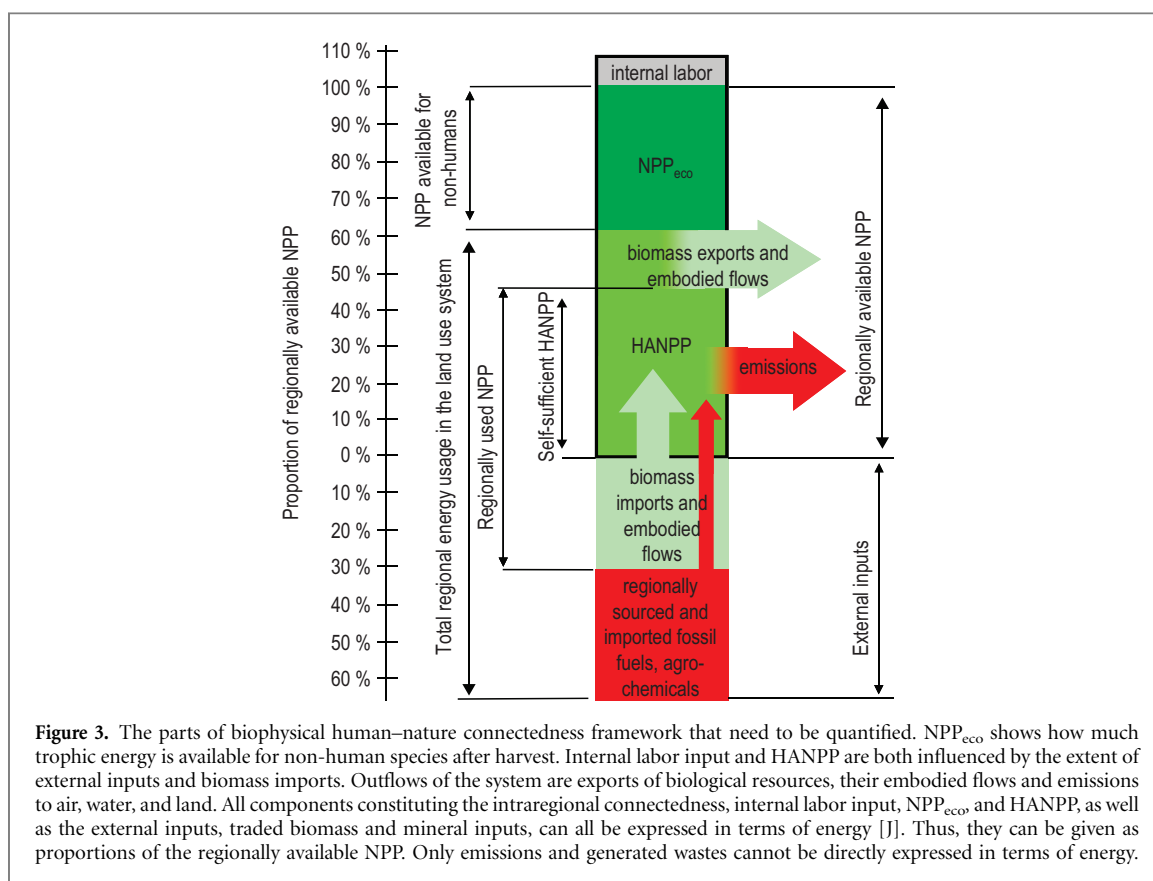 110 %
100 %
90 %
80 %
70 %
60 %
50 %
40 %
30 %
20 %
10 %
0 %
10 %
20 %
30 %
40 %
50 %
60 %
Proportion of regionally available NPP
NPP available for
non-humans
Total regional energy usage in the land use system
Regionally used NPP
Self-sufficient HANPP
internal labor
NPPeco
biomass exports and
embodied flows
HANPP
emissions
biomass
imports and
embodied
flows
regionally
sourced and
imported fossil
fuels, agro-
chemicals
Regionally available NPP
External inputs
Figure 3. The parts of biophysical human–nature connectedness framework that need to be quantified. NPPeco shows how much
trophic energy is available for non-human species after harvest. Internal labor input and HANPP are both influenced by the extent of
external inputs and biomass imports. Outflows of the system are exports of biological resources, their embodied flows and emissions
to air, water, and land. All components constituting the intraregional connectedness, internal labor input, NPPeco, and HANPP, as well
as the external inputs, traded biomass and mineral inputs, can all be expressed in terms of energy [J]. Thus, they can be given as
proportions of the regionally available NPP. Only emissions and generated wastes cannot be directly expressed in terms of energy.